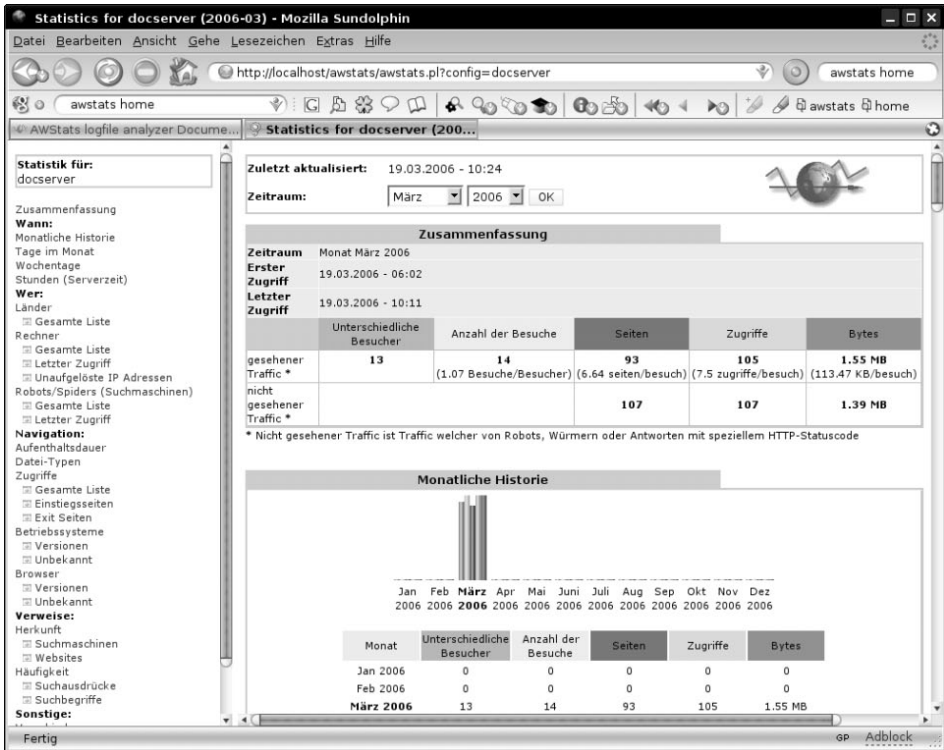 Statistics for docserver (2006-03) - Mozilla Sundolphin
Datei Bearbeiten Ansicht Gehe Lesezeichen Extras Hilfe
http://localhost/awstats/awstats.pl?config=docserver
awstats home
awstats home
awstats home
AWStats logfile analyzer Docume...
Statistics for docserver (200...
Statistik für:
docserver
Zusammenfassung
Wann:
Monatliche Historie
Tage im Monat
Wochentage
Stunden (Serverzeit)
Wer:
Länder
Gesamte Liste
Rechner
Gesamte Liste
Letzter Zugriff
Unaufgelöste IP Adressen
Robots/Spiders (Suchmaschinen)
Gesamte Liste
Letzter Zugriff
Navigation:
Aufenthaltsdauer
Datei-Typen
Zugriffe
Gesamte Liste
Einstiegsseiten
Exit Seiten
Betriebssysteme
Versionen
Unbekannt
Browser
Versionen
Unbekannt
Verweise:
Herkunft
Suchmaschinen
Websites
Häufigkeit
Suchausdrücke
Suchbegriffe
Sonstige:
Zuletzt aktualisiert: 19.03.2006 - 10:24
Zeitraum: März 2006 OK
Zusammenfassung
Zeitraum Monat März 2006
Erster Zugriff 19.03.2006 - 06:02
Letzter Zugriff 19.03.2006 - 10:11
Unterschiedliche Besucher Anzahl der Besuche Seiten Zugriffe Bytes
gesehener Traffic * 13 14 93 105 1.55 MB
(1.07 Besuche/Besucher) (6.64 seiten/besuch) (7.5 zugriffe/besuch) (113.47 KB/besuch)
nicht gesehener Traffic * 107 107 1.39 MB
* Nicht gesehener Traffic ist Traffic welcher von Robots, Würmern oder Antworten mit speziellem HTTP-Statuscode
Monatliche Historie
Jan Feb März Apr Mai Juni Juli Aug Sep Okt Nov Dez
2006 2006 2006 2006 2006 2006 2006 2006 2006 2006 2006 2006
Monat Unterschiedliche Besucher Anzahl der Besuche Seiten Zugriffe Bytes
Jan 2006 0 0 0 0 0
Feb 2006 0 0 0 0 0
März 2006 13 14 93 105 1.55 MB
Fertig
GP Adblock